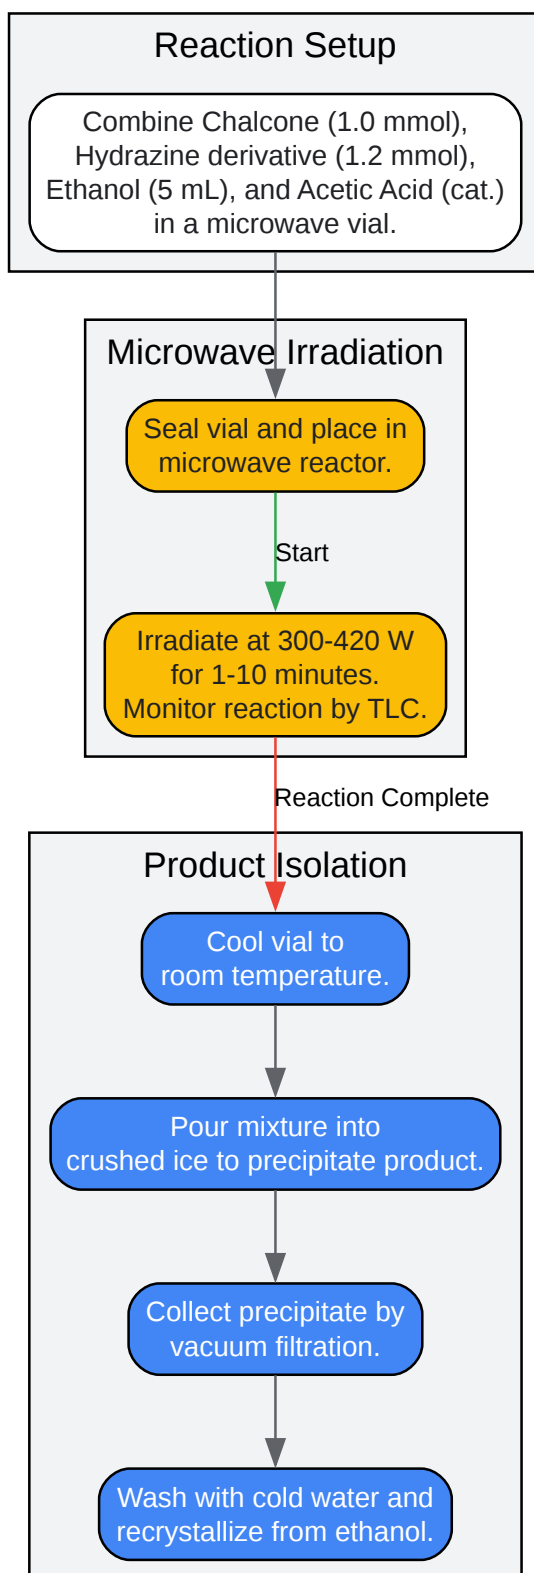 Reaction Setup
Combine Chalcone (1.0 mmol),
Hydrazine derivative (1.2 mmol),
Ethanol (5 mL), and Acetic Acid (cat.)
in a microwave vial.
Microwave Irradiation
Seal vial and place in
microwave reactor.
Start
Irradiate at 300-420 W
for 1-10 minutes.
Monitor reaction by TLC.
Reaction Complete
Product Isolation
Cool vial to
room temperature.
Pour mixture into
crushed ice to precipitate product.
Collect precipitate by
vacuum filtration.
Wash with cold water and
recrystallize from ethanol.